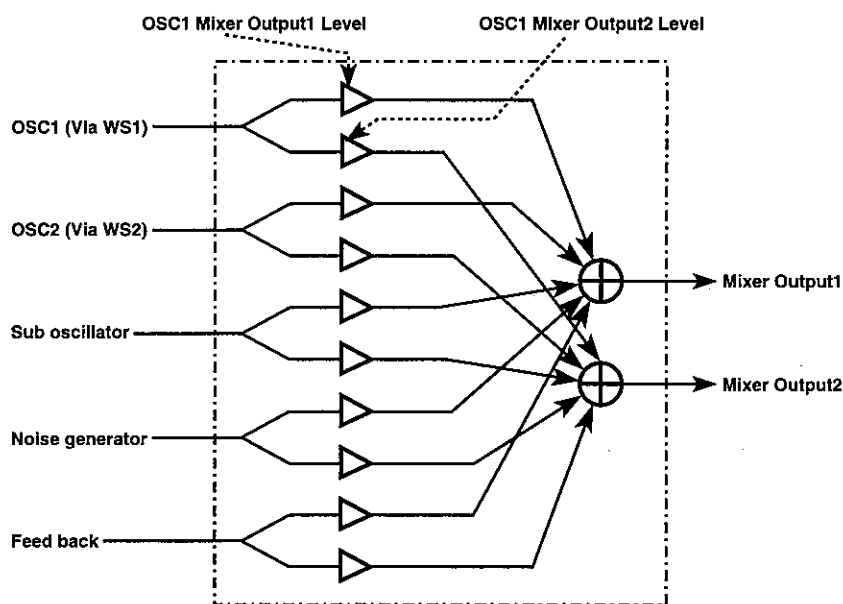 OSC1 Mixer Output1 Level
OSC1 MIxer Output2 Level
OSC1 (VIa WS1)
OSC2 (Via WS2)
Sub oscillator
Noise generator
Feed back
Mixer Output1
Mixer Output2